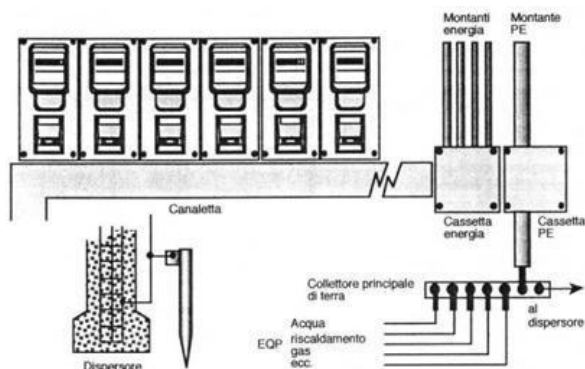 Montanti
energia
Montante
PE
Canaletta
Cassetta
energia
Cassetta
PE
Collettore principale
di terra
al
dispersore
Acqua
EQP riscaldamento
gas
ecc.
Dispersore